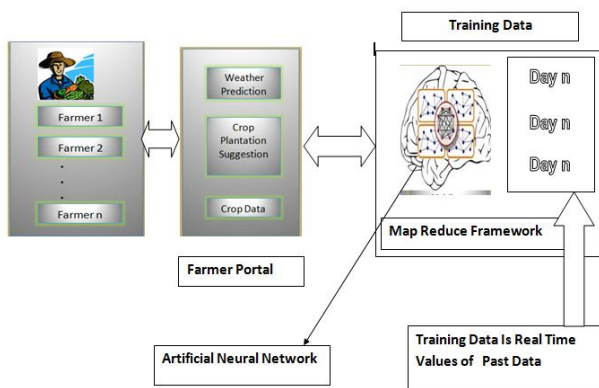 Training Data
Farmer 1
Farmer 2
Farmer n
Weather
Prediction
Crop
Plantation
Suggestion
Crop Data
Farmer Portal
Day n
Day n
Day n
Map Reduce Framework
Artificial Neural Network
Training Data Is Real Time
Values of Past Data